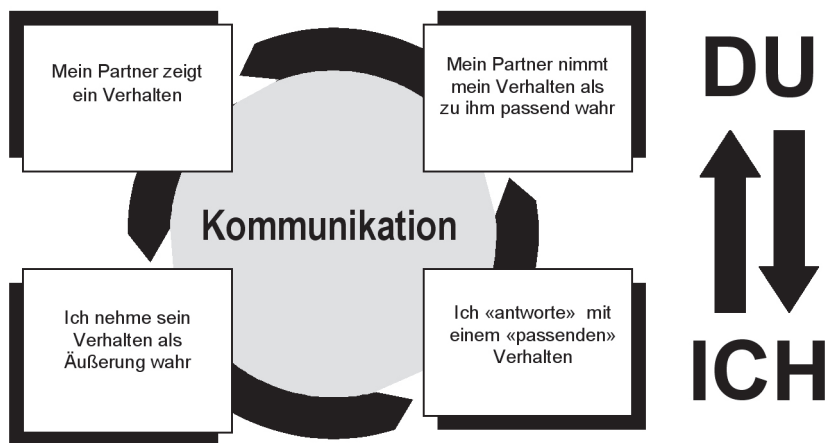 Mein Partner zeigt
ein Verhalten
Mein Partner nimmt
mein Verhalten als
zu ihm passend wahr
DU
Kommunikation
Ich nehme sein
Verhalten als
Äußerung wahr
Ich «antworte» mit
einem «passenden»
Verhalten
ICH